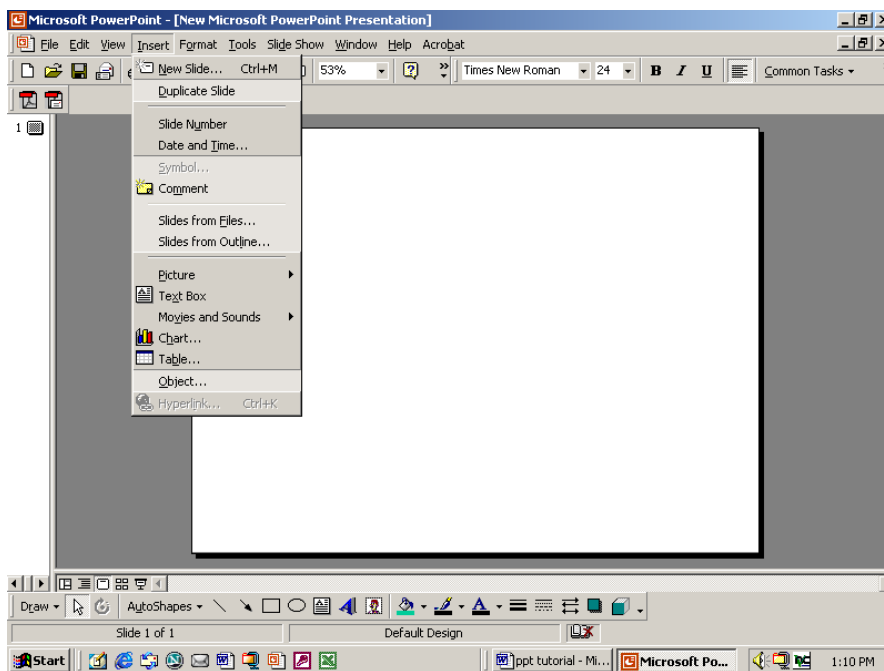 Microsoft PowerPoint - [New Microsoft PowerPoint Presentation]
File Edit View Insert Format Tools Slide Show Window Help Acrobat
53% Times New Roman 24 B I U Common Tasks
New Slide... Ctrl+M
Duplicate Slide
1
Slide Number
Date and Time...
Symbol...
Comment
Slides from Files...
Slides from Outline...
Picture
Text Box
Movies and Sounds
Chart...
Table...
Object...
Hyperlink... Ctrl+K
Draw AutoShapes
Slide 1 of 1 Default Design
Start ppt tutorial - Mi... Microsoft Po... 1:10 PM